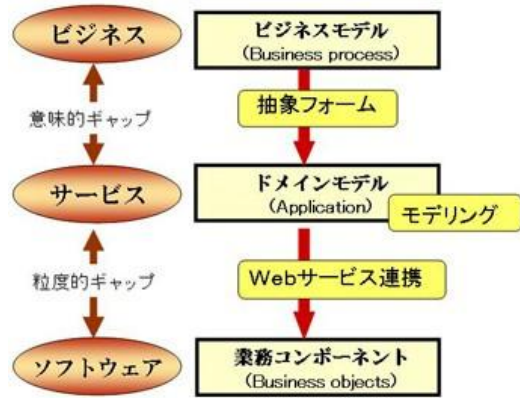 ビジネス
ビジネスモデル
(Business process)
意味的ギャップ
抽象フォーム
サービス
ドメインモデル
(Application)
モデリング
粒度的ギャップ
Webサービス連携
ソフトウェア
業務コンポーネント
(Business objects)